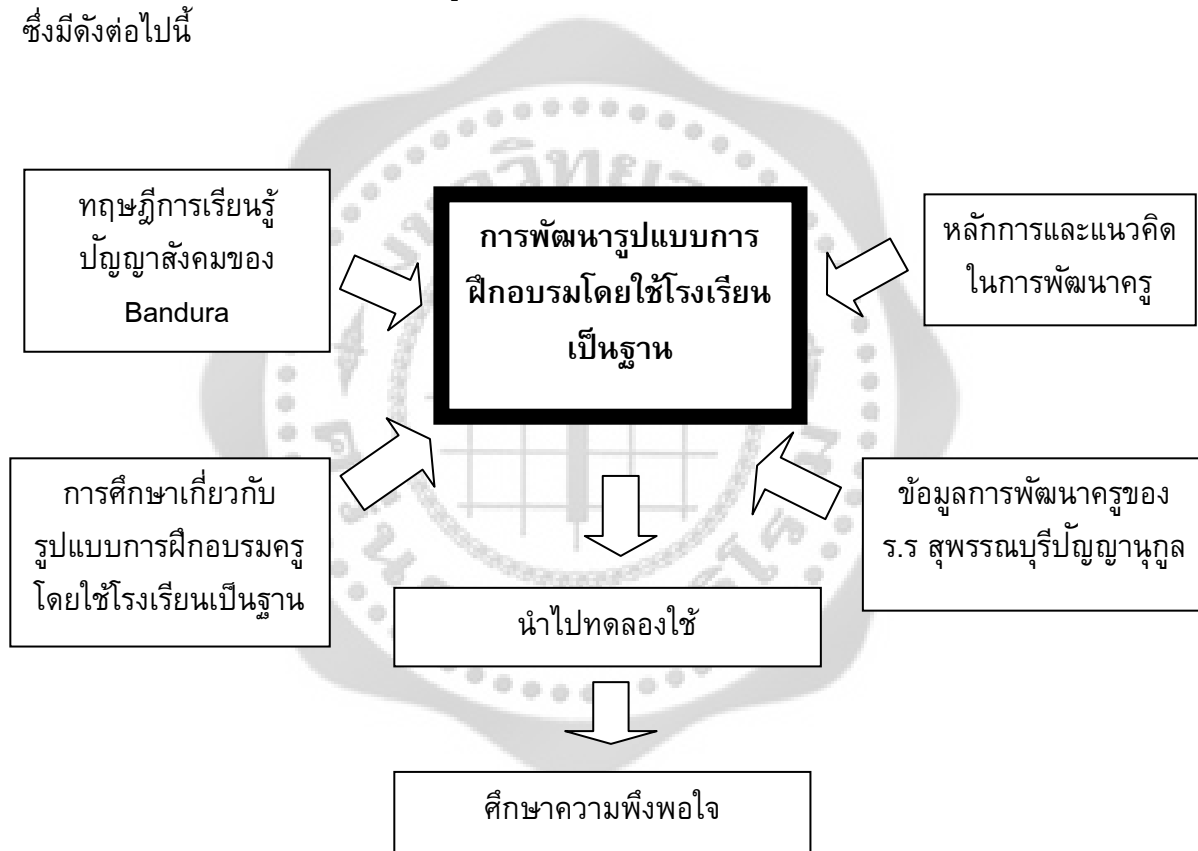 ซึ่งมีดังต่อไปนี้
ทฤษฎีการเรียนรู้
ปัญญาสังคมของ
Bandura
การพัฒนารูปแบบการ
ฝึกอบรมโดยใช้โรงเรียน
เป็นฐาน
หลักการและแนวคิด
ในการพัฒนาครู
การศึกษาเกี่ยวกับ
รูปแบบการฝึกอบรมครู
โดยใช้โรงเรียนเป็นฐาน
ข้อมูลการพัฒนาครูของ
ร.ร สุพรรณบุรีปัญญานุกูล
นำไปทดลองใช้
ศึกษาความพึงพอใจ